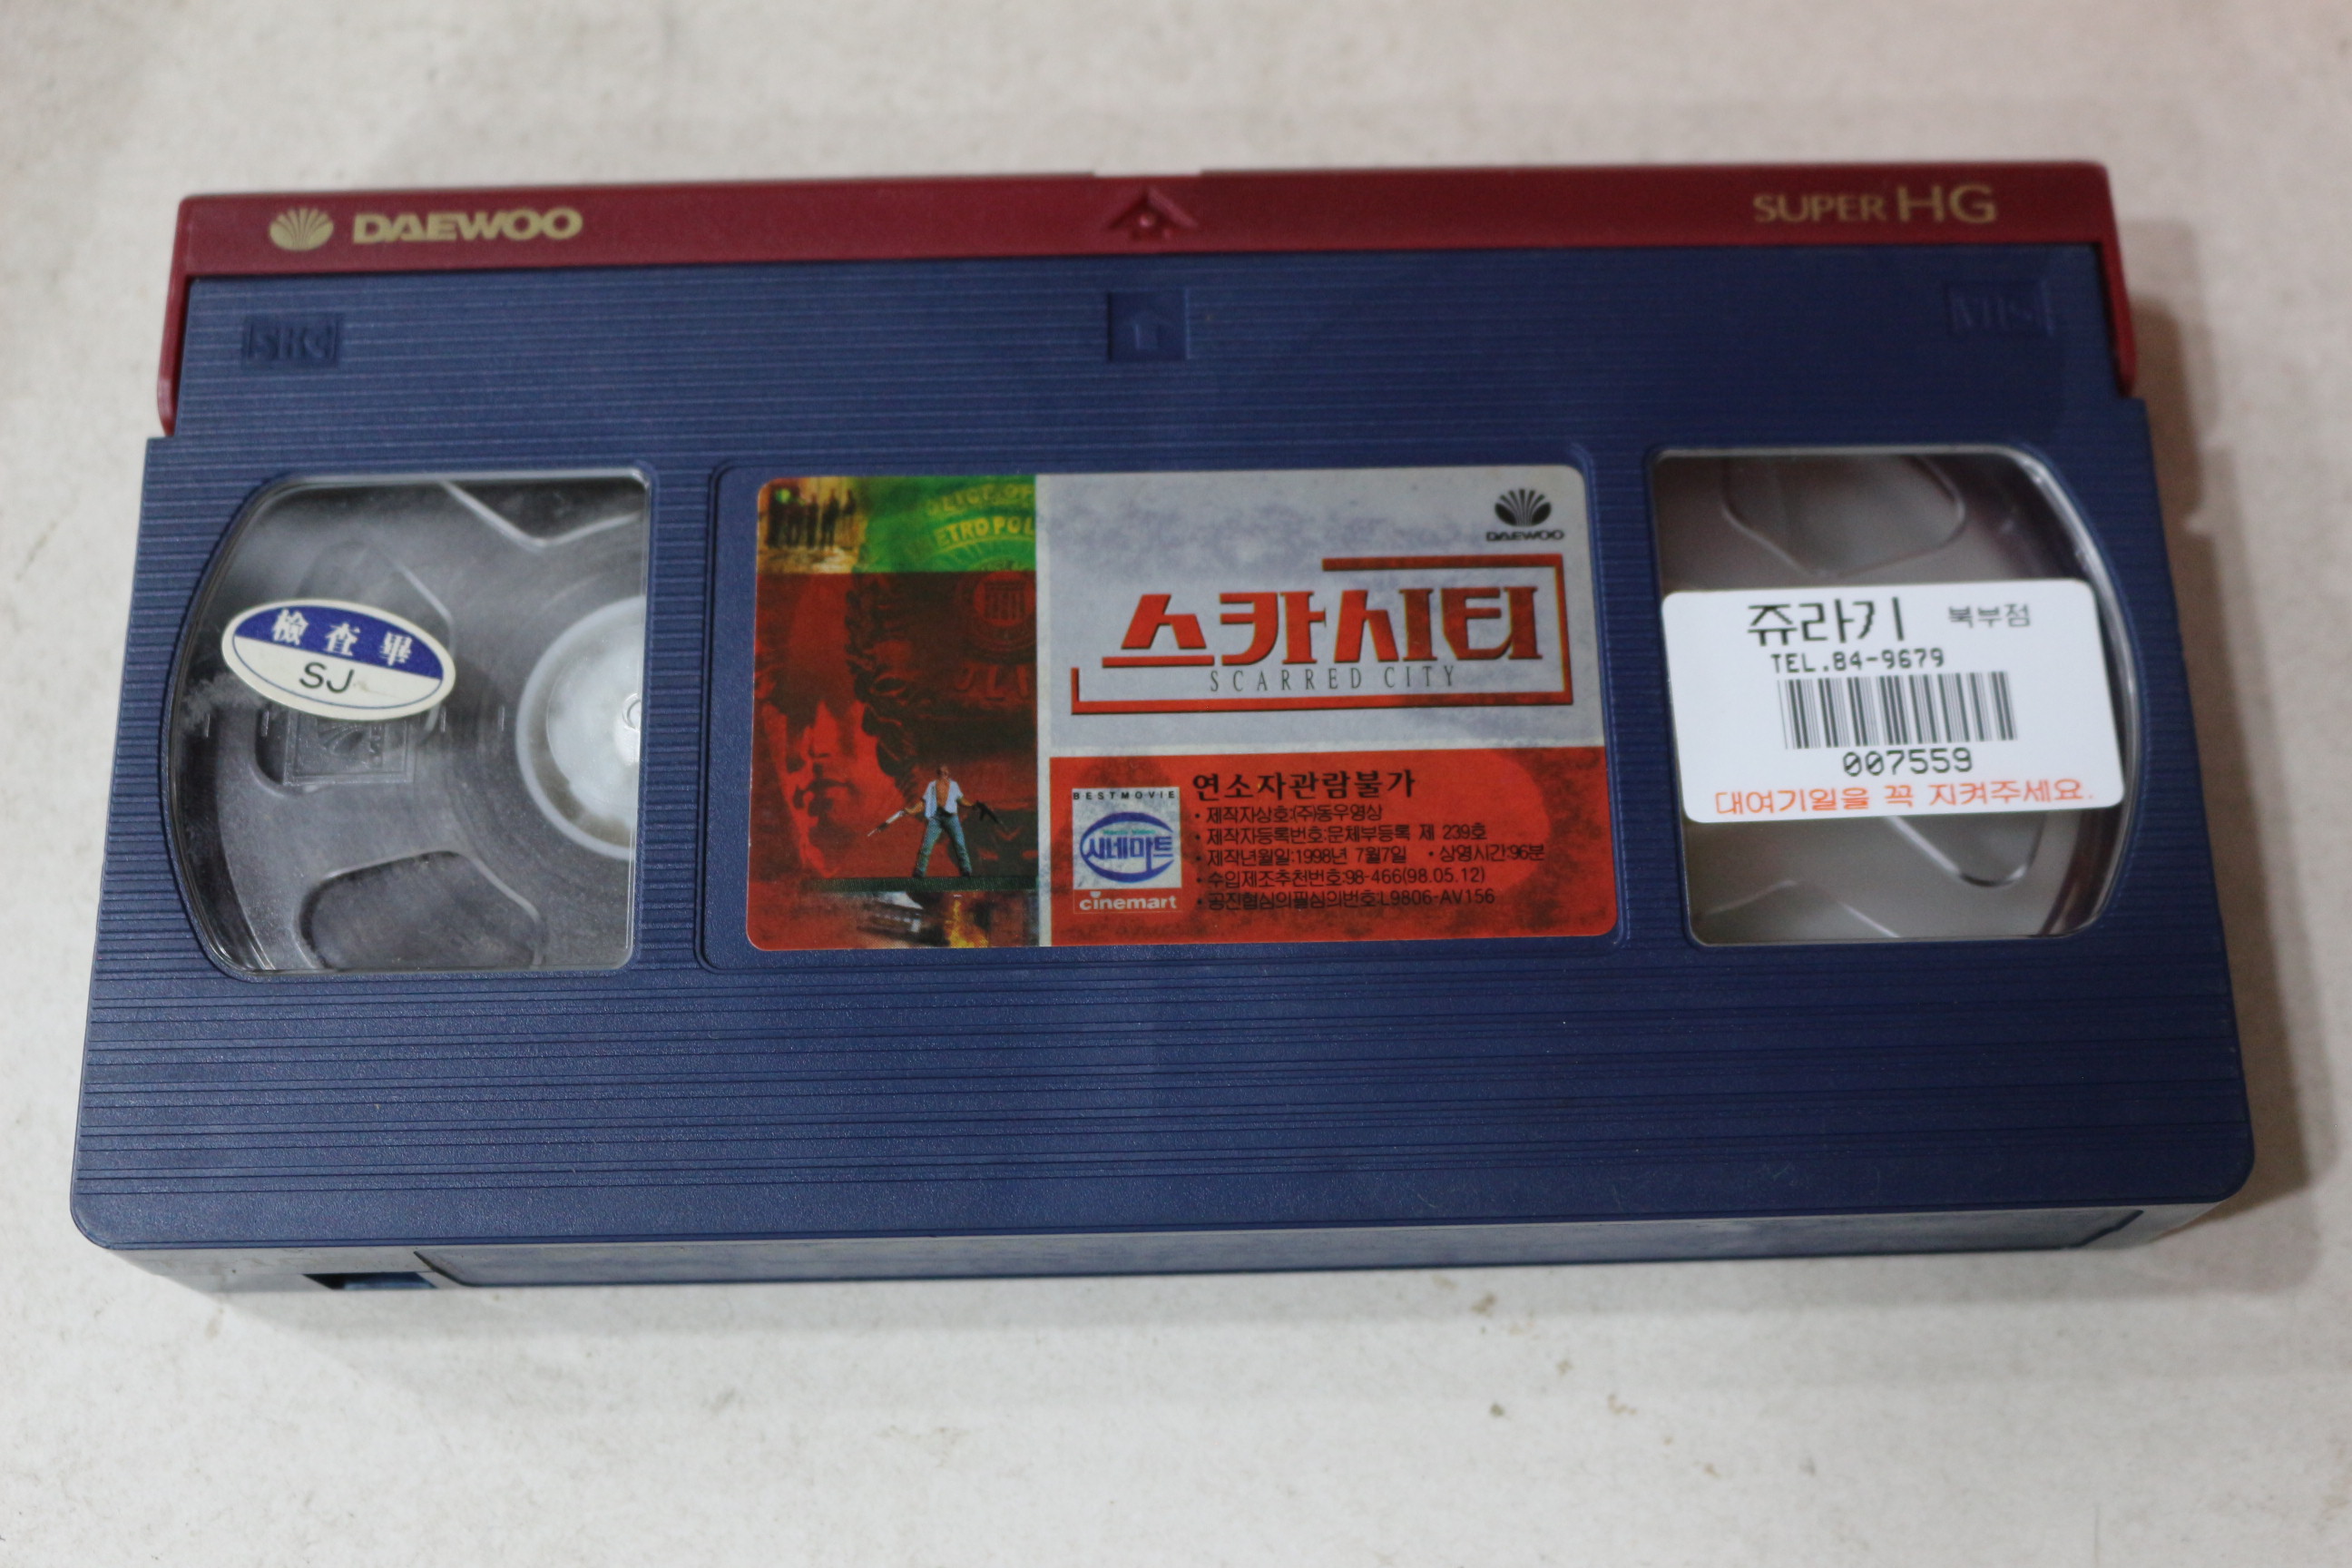 DAEWOO
SUPER HG
VHS
檢査畢
SJ
DAEWOO
스카시티
SCARRED CITY
BEST MOVIE
시네마트
cinemart
연소자관람불가
• 제작자상호:(주)동우영상
• 제작자등록번호:문체부등록 제 239호
• 제작년월일:1998년 7월7일 • 상영시간:96분
• 수입제조추천번호:98-466(98.05.12)
• 공진협심의필심의번호:L9806-AV156
쥬라기 북부점
TEL.84-9679
007559
대여기일을 꼭 지켜주세요.